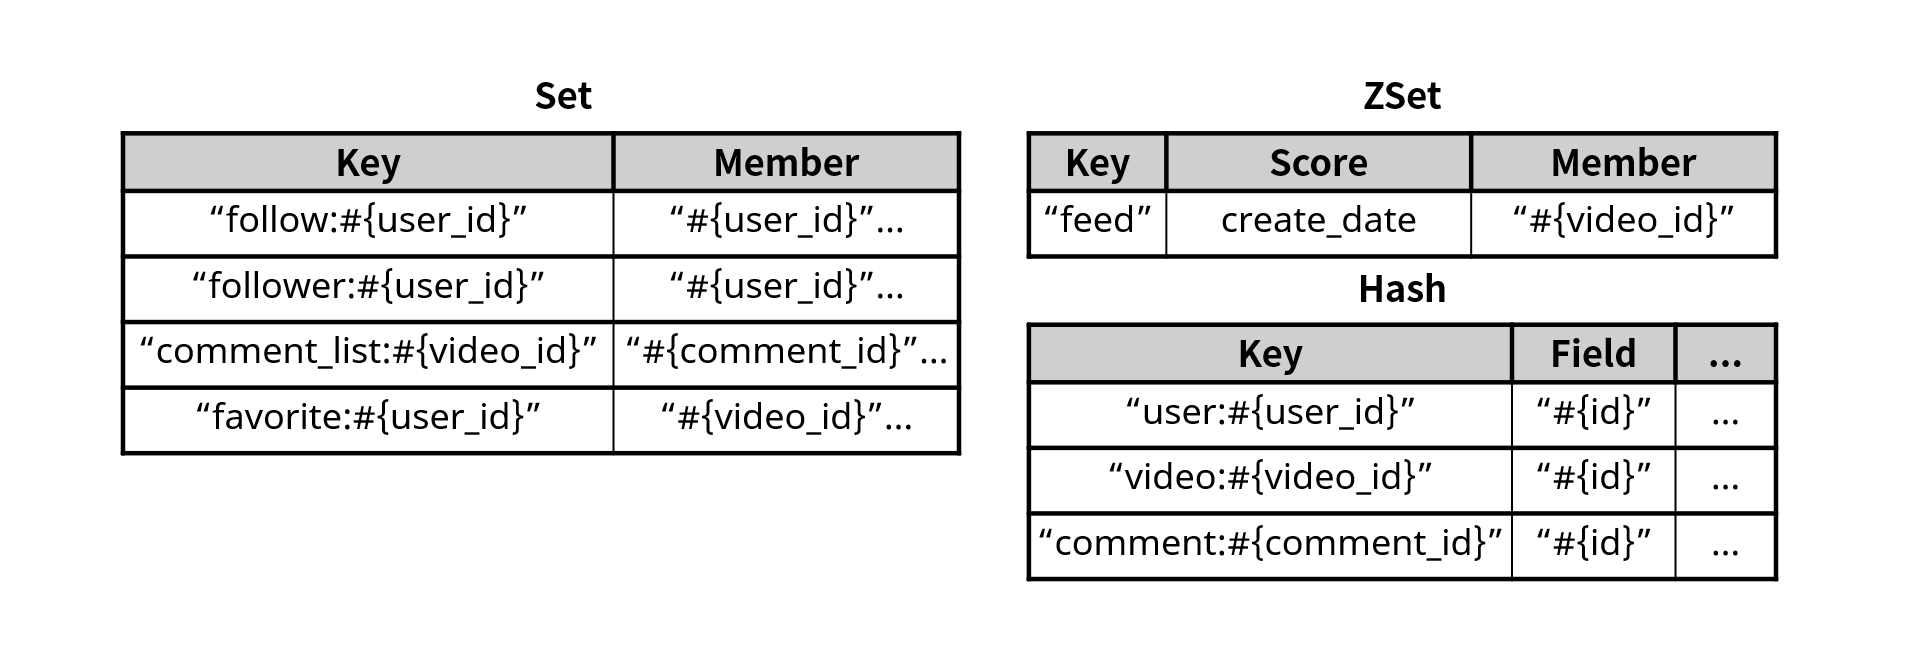 Set
Key Member
“follow:#{user_id}” “#{user_id}”...
“follower:#{user_id}” “#{user_id}”...
“comment_list:#{video_id}” “#{comment_id}”...
“favorite:#{user_id}” “#{video_id}”...
ZSet
Key Score Member
“feed” create_date “#{video_id}”
Hash
Key Field ...
“user:#{user_id}” “#{id}” ...
“video:#{video_id}” “#{id}” ...
“comment:#{comment_id}” “#{id}” ...